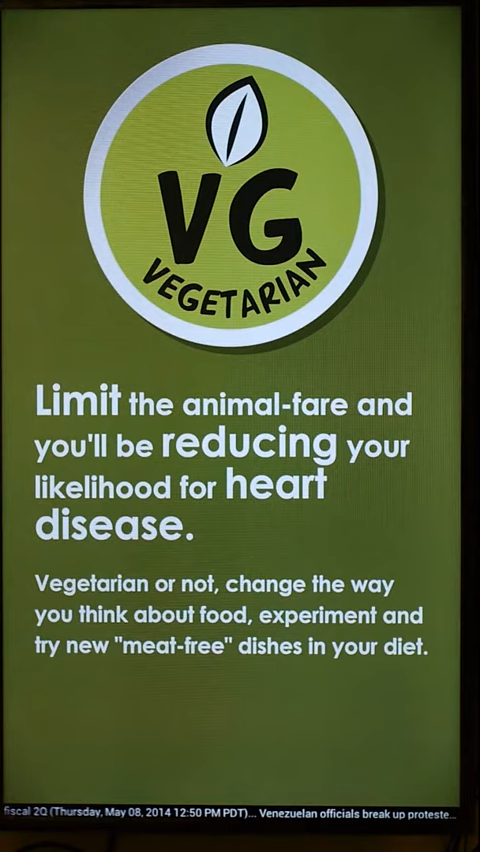 VG
VEGETARIAN
Limit the animal-fare and
you'll be reducing your
likelihood for heart
disease.
Vegetarian or not, change the way
you think about food, experiment and
try new "meat-free" dishes in your diet.
fiscal 2Q (Thursday, May 08, 2014 12:50 PM PDT)... Venezuelan officials break up proteste...